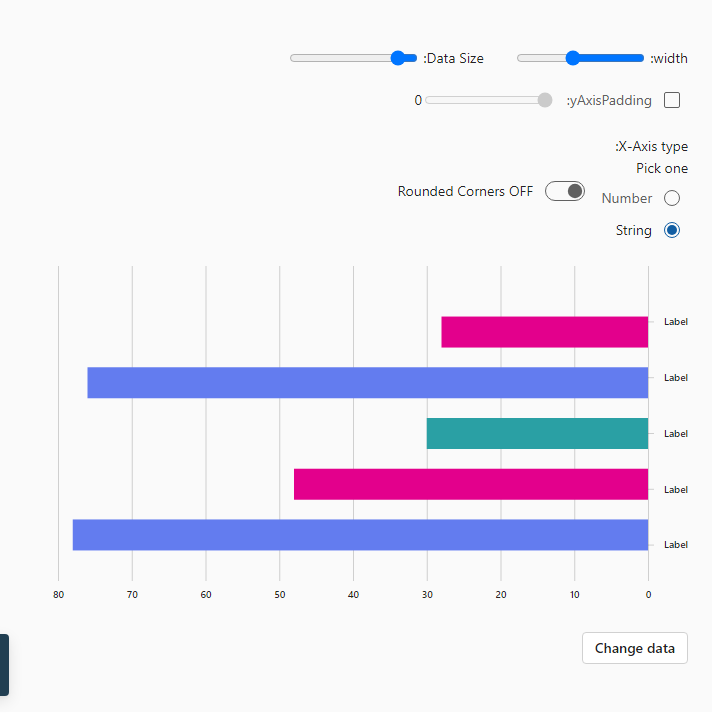 :width
:Data Size
:yAxisPadding
0
:X-Axis type
Pick one
Number
String
Rounded Corners OFF
Label
Label
Label
Label
Label
80 70 60 50 40 30 20 10 0
Change data